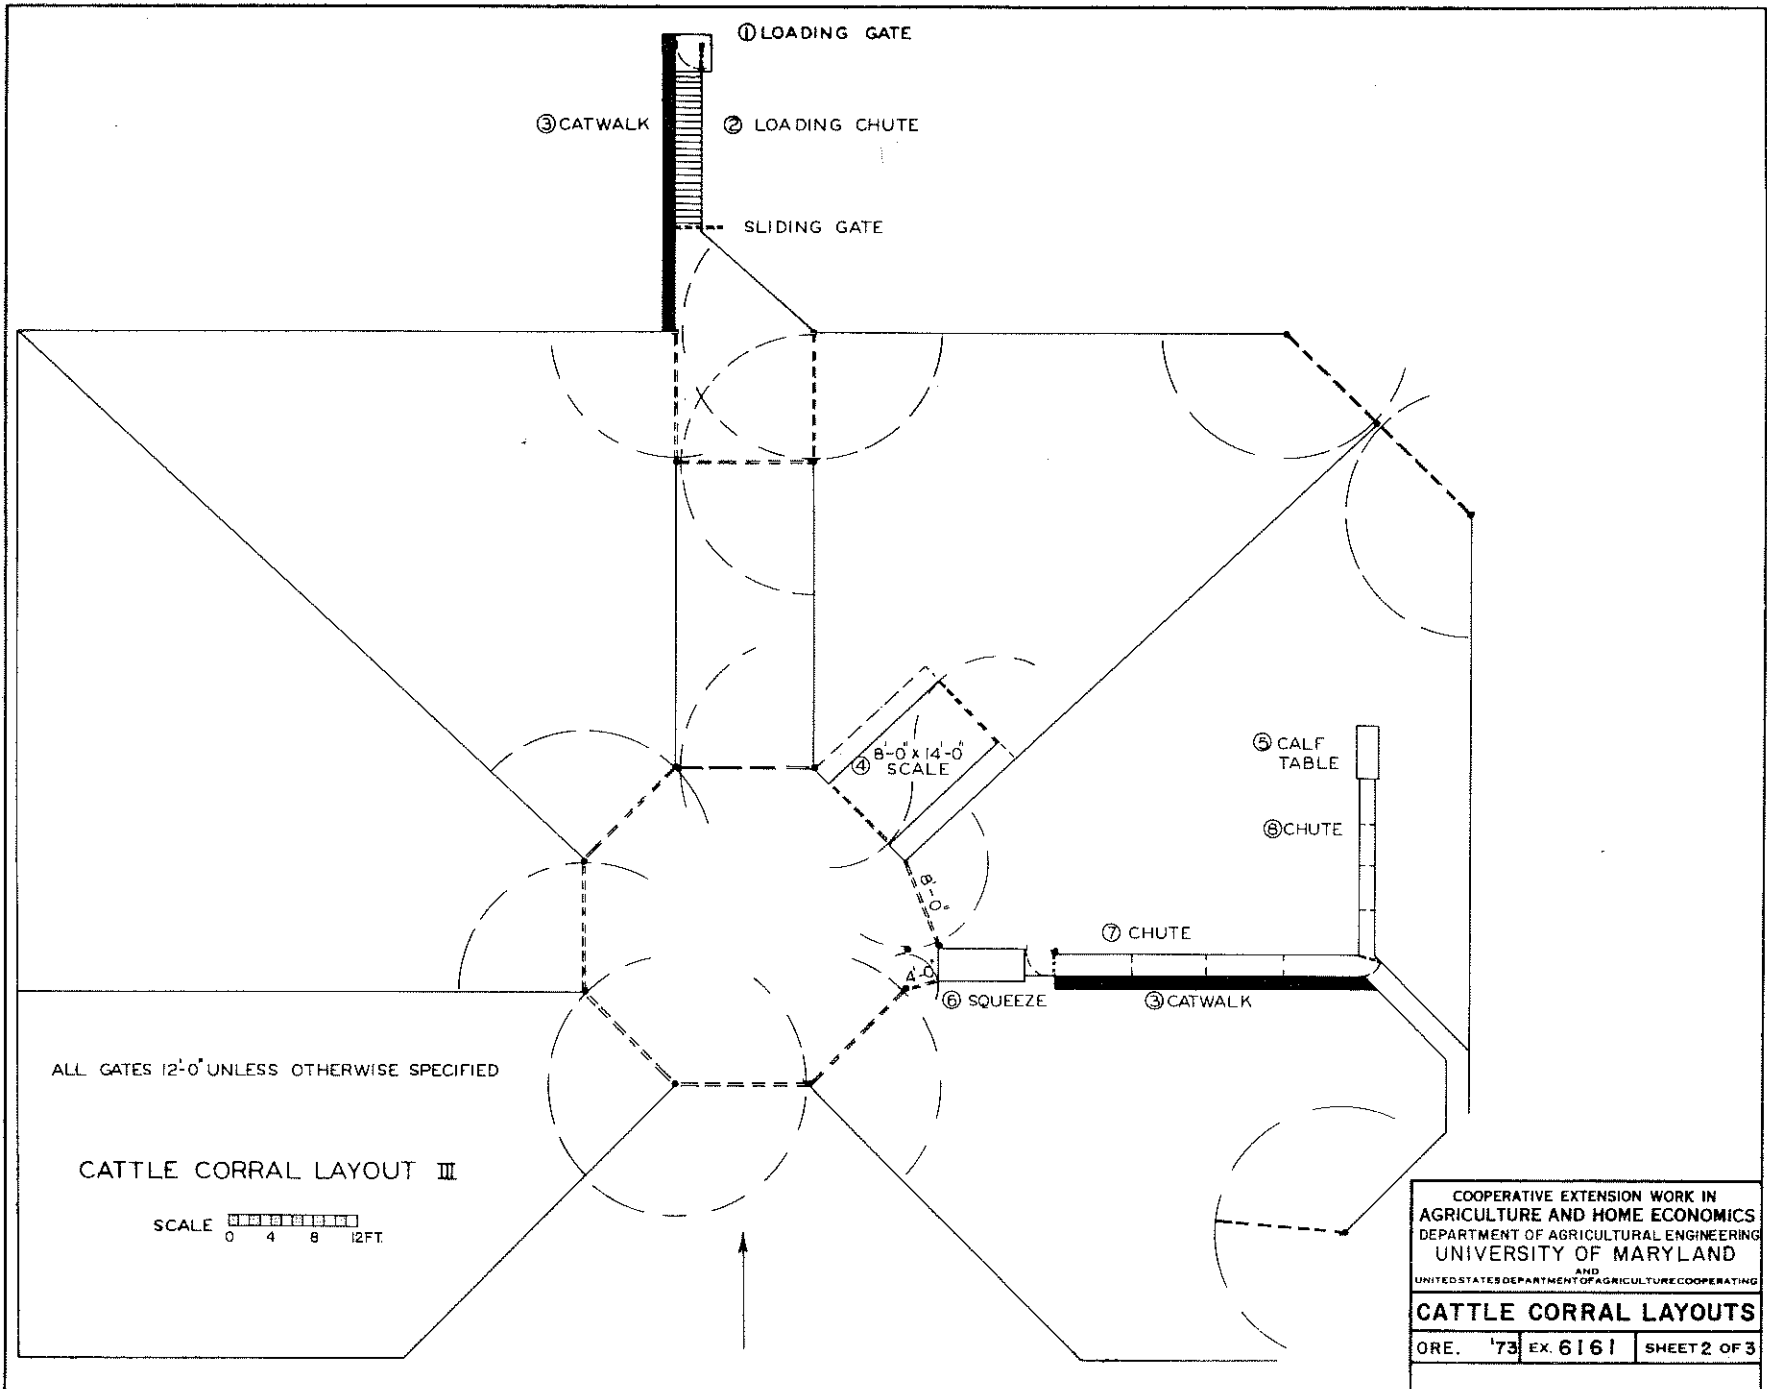 ①LOADING GATE
③CATWALK
② LOADING CHUTE
SLIDING GATE
④ 8'-0" X 14'-0"
SCALE
⑤ CALF
TABLE
⑧CHUTE
8'-0"
⑦ CHUTE
4'-0"
⑥ SQUEEZE
③CATWALK
ALL GATES 12'-0" UNLESS OTHERWISE SPECIFIED
CATTLE CORRAL LAYOUT III
SCALE
0 4 8 12FT.
COOPERATIVE EXTENSION WORK IN
AGRICULTURE AND HOME ECONOMICS
DEPARTMENT OF AGRICULTURAL ENGINEERING
UNIVERSITY OF MARYLAND
AND
UNITED STATES DEPARTMENT OF AGRICULTURE COOPERATING
CATTLE CORRAL LAYOUTS
ORE. '73 EX. 6161 SHEET 2 OF 3